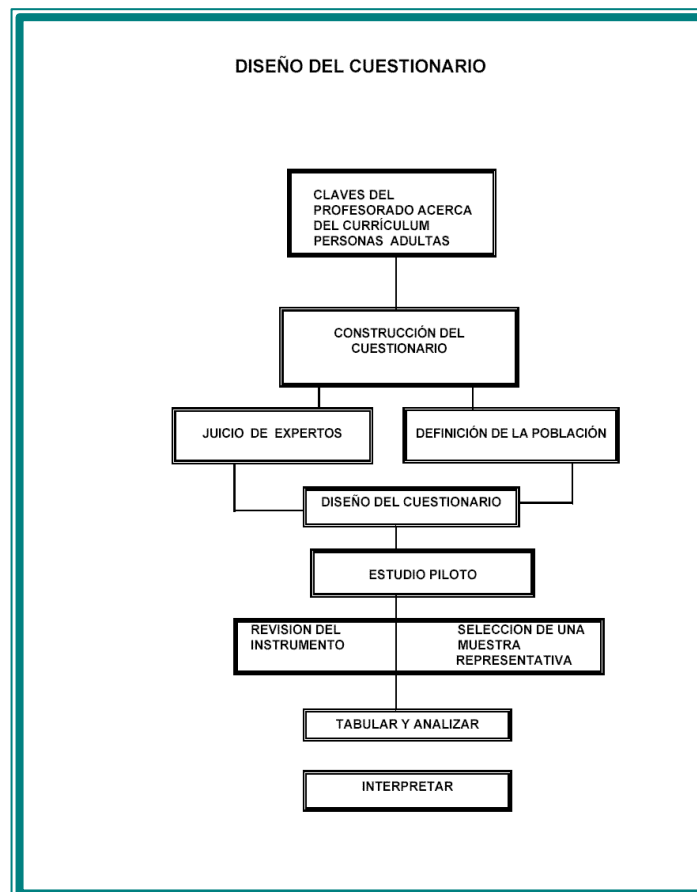 DISEÑO DEL CUESTIONARIO
CLAVES DEL
PROFESORADO ACERCA
DEL CURRÍCULUM
PERSONAS ADULTAS
CONSTRUCCIÓN DEL
CUESTIONARIO
JUICIO DE EXPERTOS
DEFINICIÓN DE LA POBLACIÓN
DISEÑO DEL CUESTIONARIO
ESTUDIO PILOTO
REVISION DEL
INSTRUMENTO
SELECCION DE UNA
MUESTRA
REPRESENTATIVA
TABULAR Y ANALIZAR
INTERPRETAR